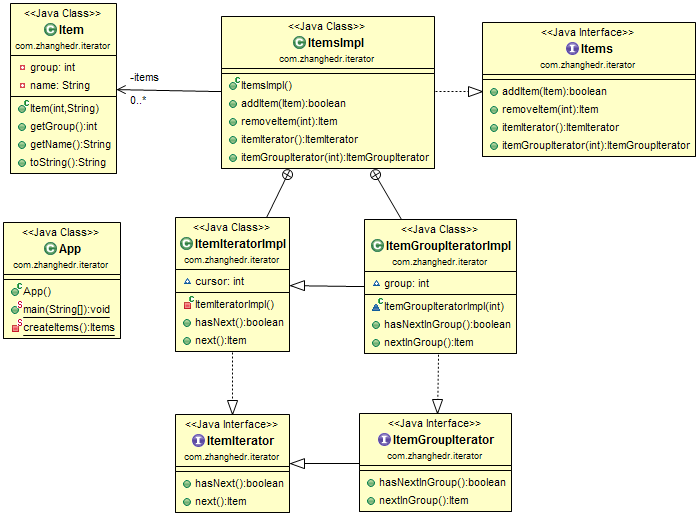 <<Java Class>>
Item
com.zhanghedr.iterator
group: int
name: String
Item(int,String)
getGroup():int
getName():String
toString():String
-items
0..*
<<Java Class>>
ItemsImpl
com.zhanghedr.iterator
ItemsImpl()
addItem(Item):boolean
removeItem(int):Item
itemIterator():ItemIterator
itemGroupIterator(int):ItemGroupIterator
<<Java Interface>>
Items
com.zhanghedr.iterator
addItem(Item):boolean
removeItem(int):Item
itemIterator():ItemIterator
itemGroupIterator(int):ItemGroupIterator
<<Java Class>>
App
com.zhanghedr.iterator
App()
main(String[]):void
createItems():Items
<<Java Class>>
ItemIteratorImpl
com.zhanghedr.iterator
cursor: int
ItemIteratorImpl()
hasNext():boolean
next():Item
<<Java Class>>
ItemGroupIteratorImpl
com.zhanghedr.iterator
group: int
ItemGroupIteratorImpl(int)
hasNextInGroup():boolean
nextInGroup():Item
<<Java Interface>>
ItemIterator
com.zhanghedr.iterator
hasNext():boolean
next():Item
<<Java Interface>>
ItemGroupIterator
com.zhanghedr.iterator
hasNextInGroup():boolean
nextInGroup():Item